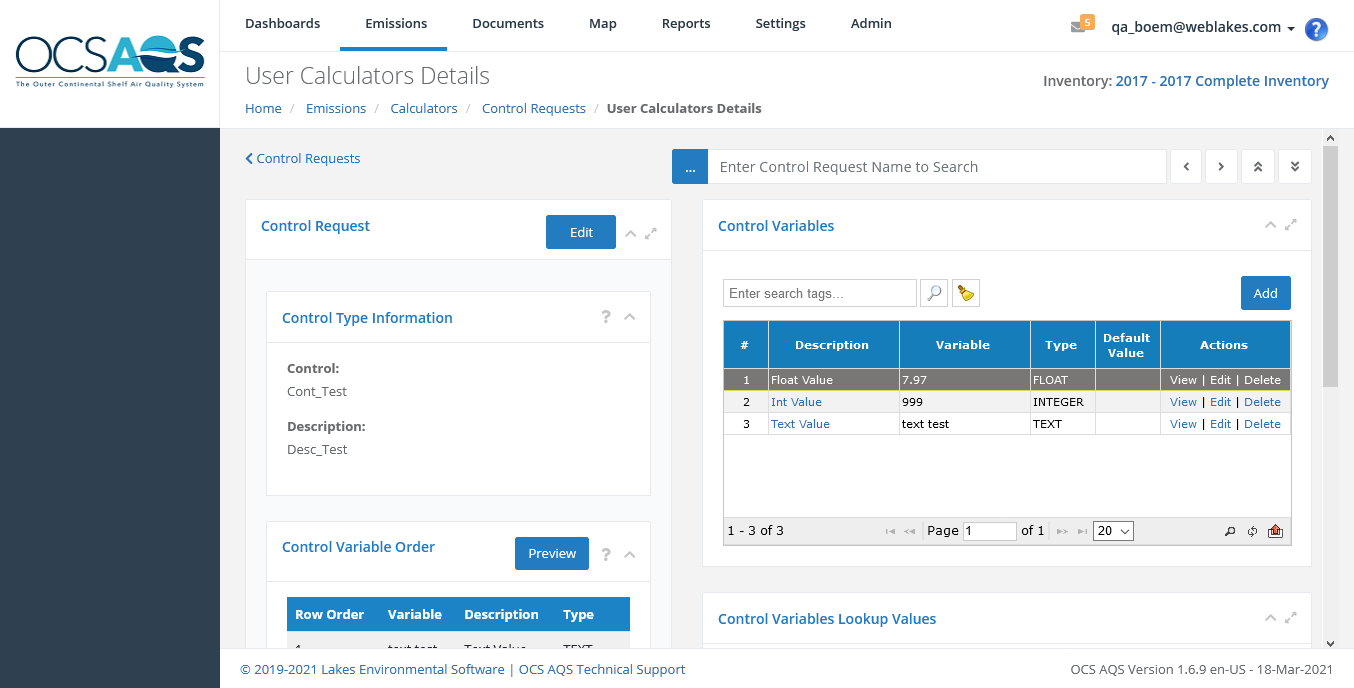 Dashboards Emissions Documents Map Reports Settings Admin 5 qa_boem@weblakes.com ?
OCSAQS
The Outer Continental Shelf Air Quality System
User Calculators Details
Inventory: 2017 - 2017 Complete Inventory
Home / Emissions / Calculators / Control Requests / User Calculators Details
Control Requests
... Enter Control Request Name to Search
Control Request Edit
Control Type Information ?
Control:
Cont_Test
Description:
Desc_Test
Control Variable Order Preview ?
Row Order Variable Description Type
1 text test Text Value TEXT
Control Variables
Enter search tags... Add
# Description Variable Type Default Value Actions
1 Float Value 7.97 FLOAT View | Edit | Delete
2 Int Value 999 INTEGER View | Edit | Delete
3 Text Value text test TEXT View | Edit | Delete
1 - 3 of 3 Page 1 of 1 20
Control Variables Lookup Values
© 2019-2021 Lakes Environmental Software | OCS AQS Technical Support
OCS AQS Version 1.6.9 en-US - 18-Mar-2021